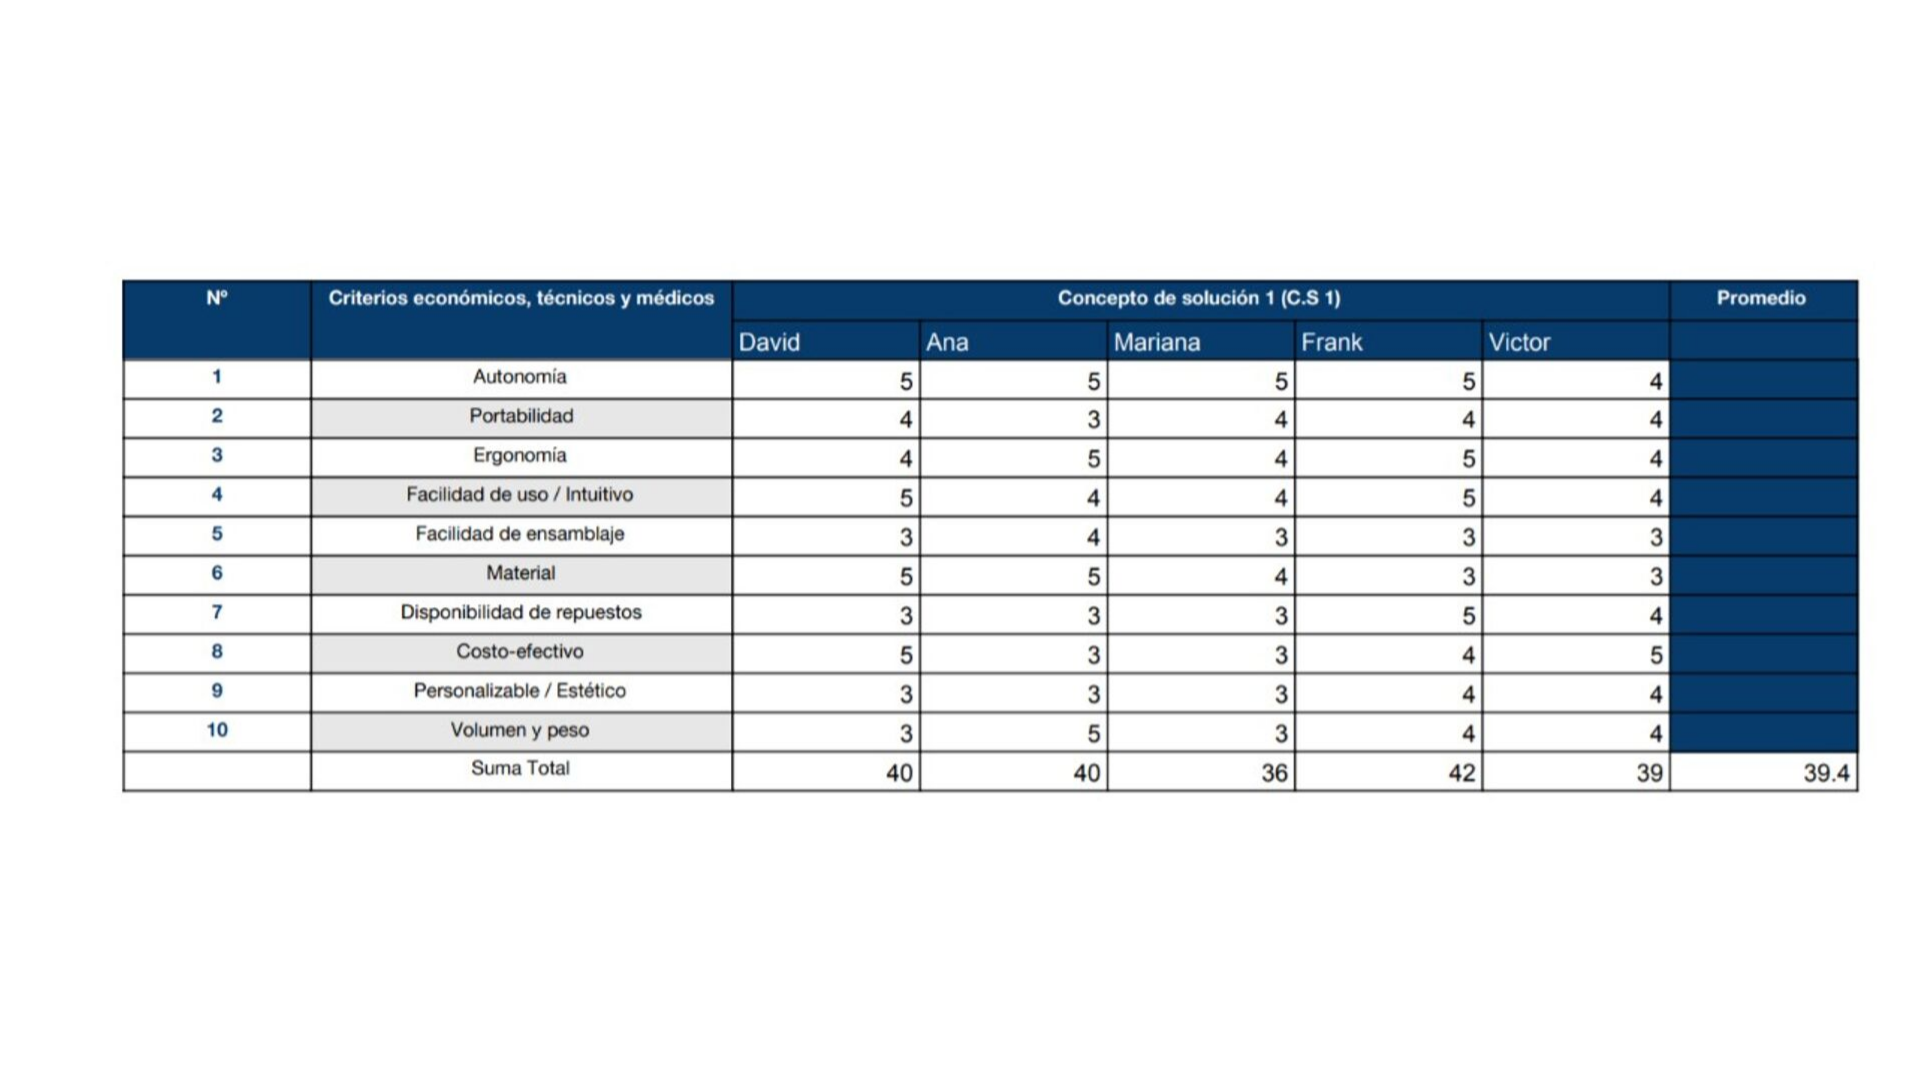 Nº Criterios económicos, técnicos y médicos Concepto de solución 1 (C.S 1) Promedio
David Ana Mariana Frank Victor
1 Autonomía 5 5 5 5 4
2 Portabilidad 4 3 4 4 4
3 Ergonomía 4 5 4 5 4
4 Facilidad de uso / Intuitivo 5 4 4 5 4
5 Facilidad de ensamblaje 3 4 3 3 3
6 Material 5 5 4 3 3
7 Disponibilidad de repuestos 3 3 3 5 4
8 Costo-efectivo 5 3 3 4 5
9 Personalizable / Estético 3 3 3 4 4
10 Volumen y peso 3 5 3 4 4
Suma Total 40 40 36 42 39 39.4